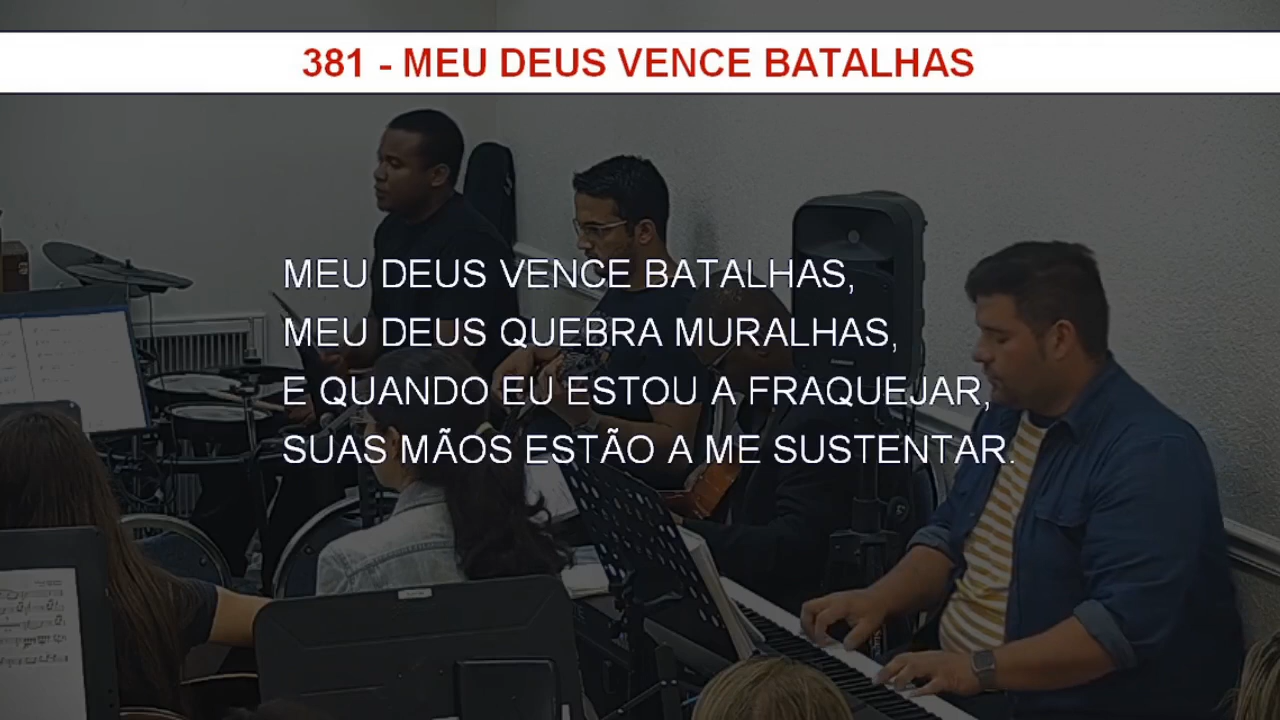 381 - MEU DEUS VENCE BATALHAS
MEU DEUS VENCE BATALHAS,
MEU DEUS QUEBRA MURALHAS,
E QUANDO EU ESTOU A FRAQUEJAR,
SUAS MÃOS ESTÃO A ME SUSTENTAR.